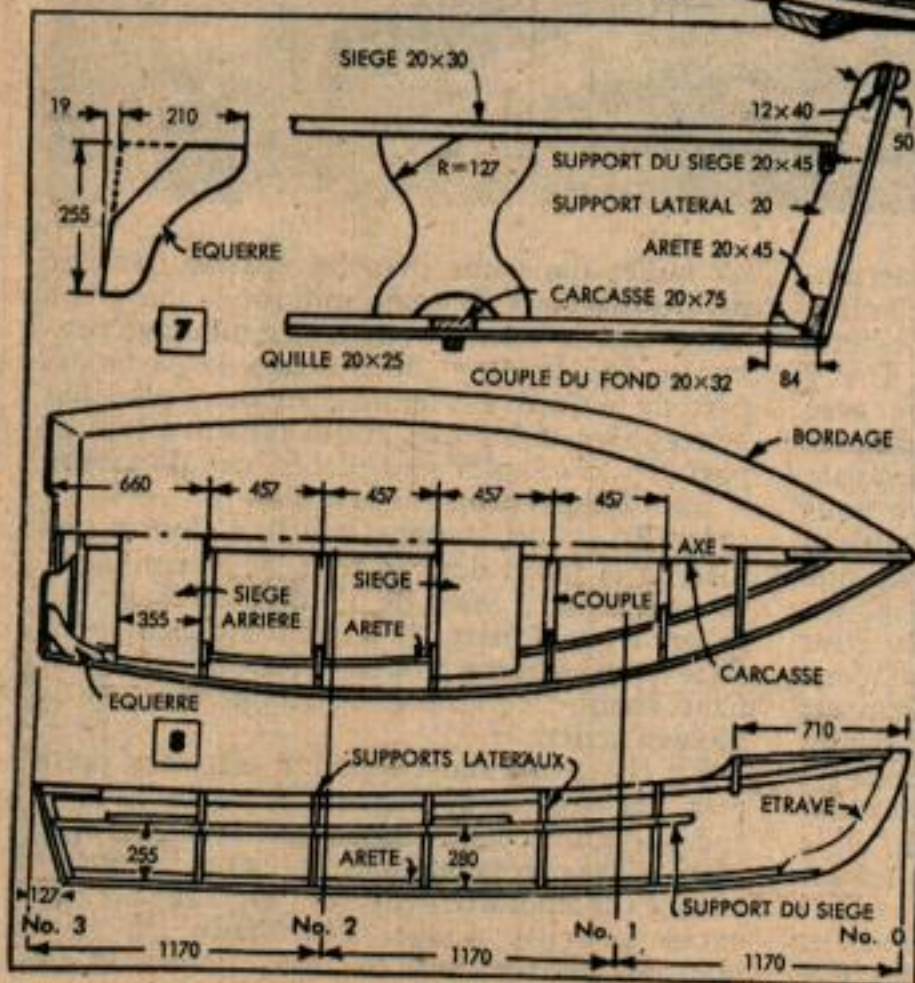 SIEGE 20×30
19
210
12×40
50
R=127
SUPPORT DU SIEGE 20×45
SUPPORT LATERAL 20
255
EQUERRE
ARETE 20×45
CARCASSE 20×75
7
QUILLE 20×25
COUPLE DU FOND 20×32
84
BORDAGE
660
457
457
457
457
AXE
SIEGE ARRIERE
SIEGE
COUPLE
355
ARETE
CARCASSE
EQUERRE
8
710
SUPPORTS LATERAUX
ETRAVE
255
ARETE
280
127
SUPPORT DU SIEGE
No. 3
No. 2
No. 1
No. 0
1170
1170
1170